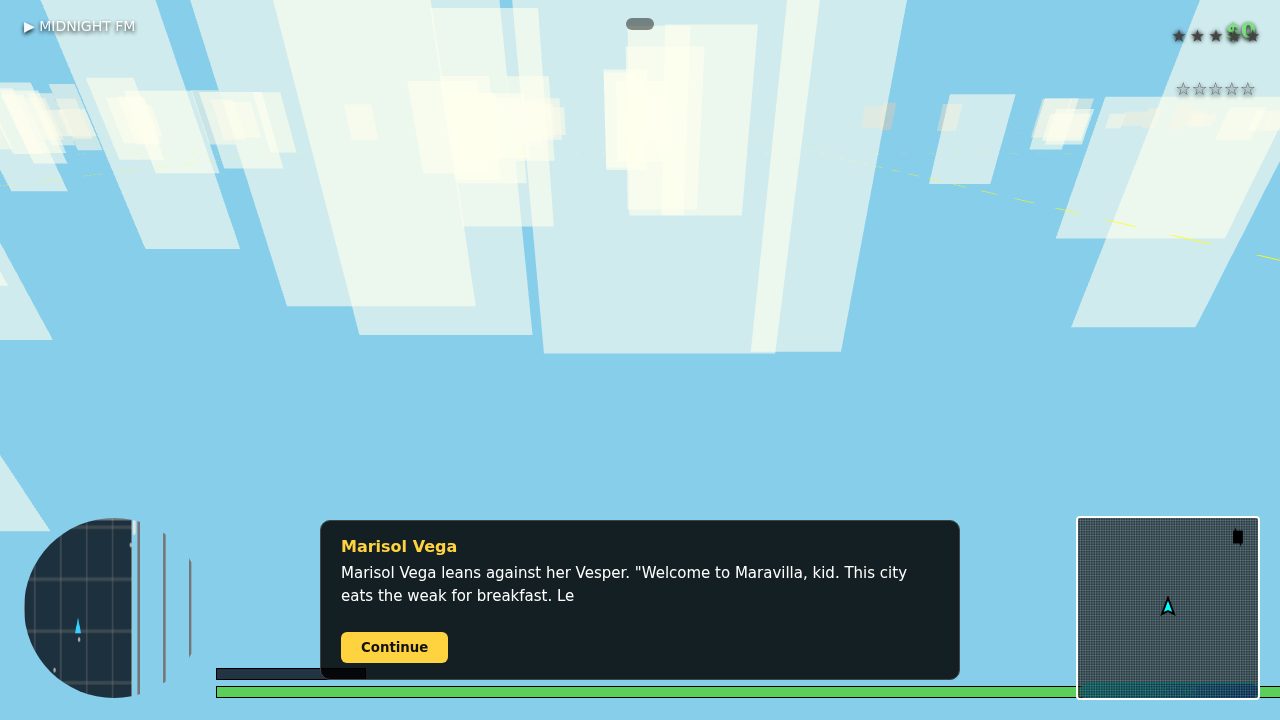 ▶ MIDNIGHT FM
$0
★★★★★
☆☆☆☆☆
Marisol Vega
Marisol Vega leans against her Vesper. "Welcome to Maravilla, kid. This city
eats the weak for breakfast. Le
Continue